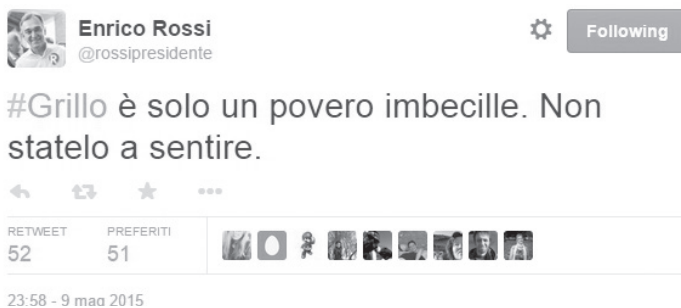 Enrico Rossi
@rossipresidente
Following
#Grillo è solo un povero imbecille. Non
statelo a sentire.
RETWEET
PREFERITI
52
51
23:58 - 9 mag 2015